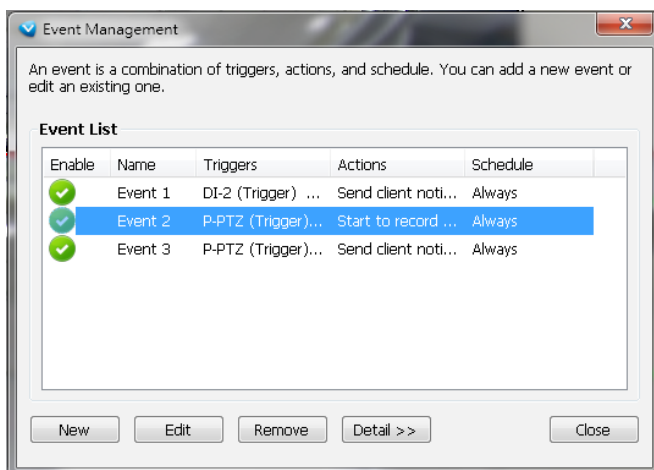 Event Management
An event is a combination of triggers, actions, and schedule. You can add a new event or
edit an existing one.
Event List
Enable Name Triggers Actions Schedule
Event 1 DI-2 (Trigger) ... Send client noti... Always
Event 2 P-PTZ (Trigger)... Start to record ... Always
Event 3 P-PTZ (Trigger)... Send client noti... Always
New Edit Remove Detail >> Close